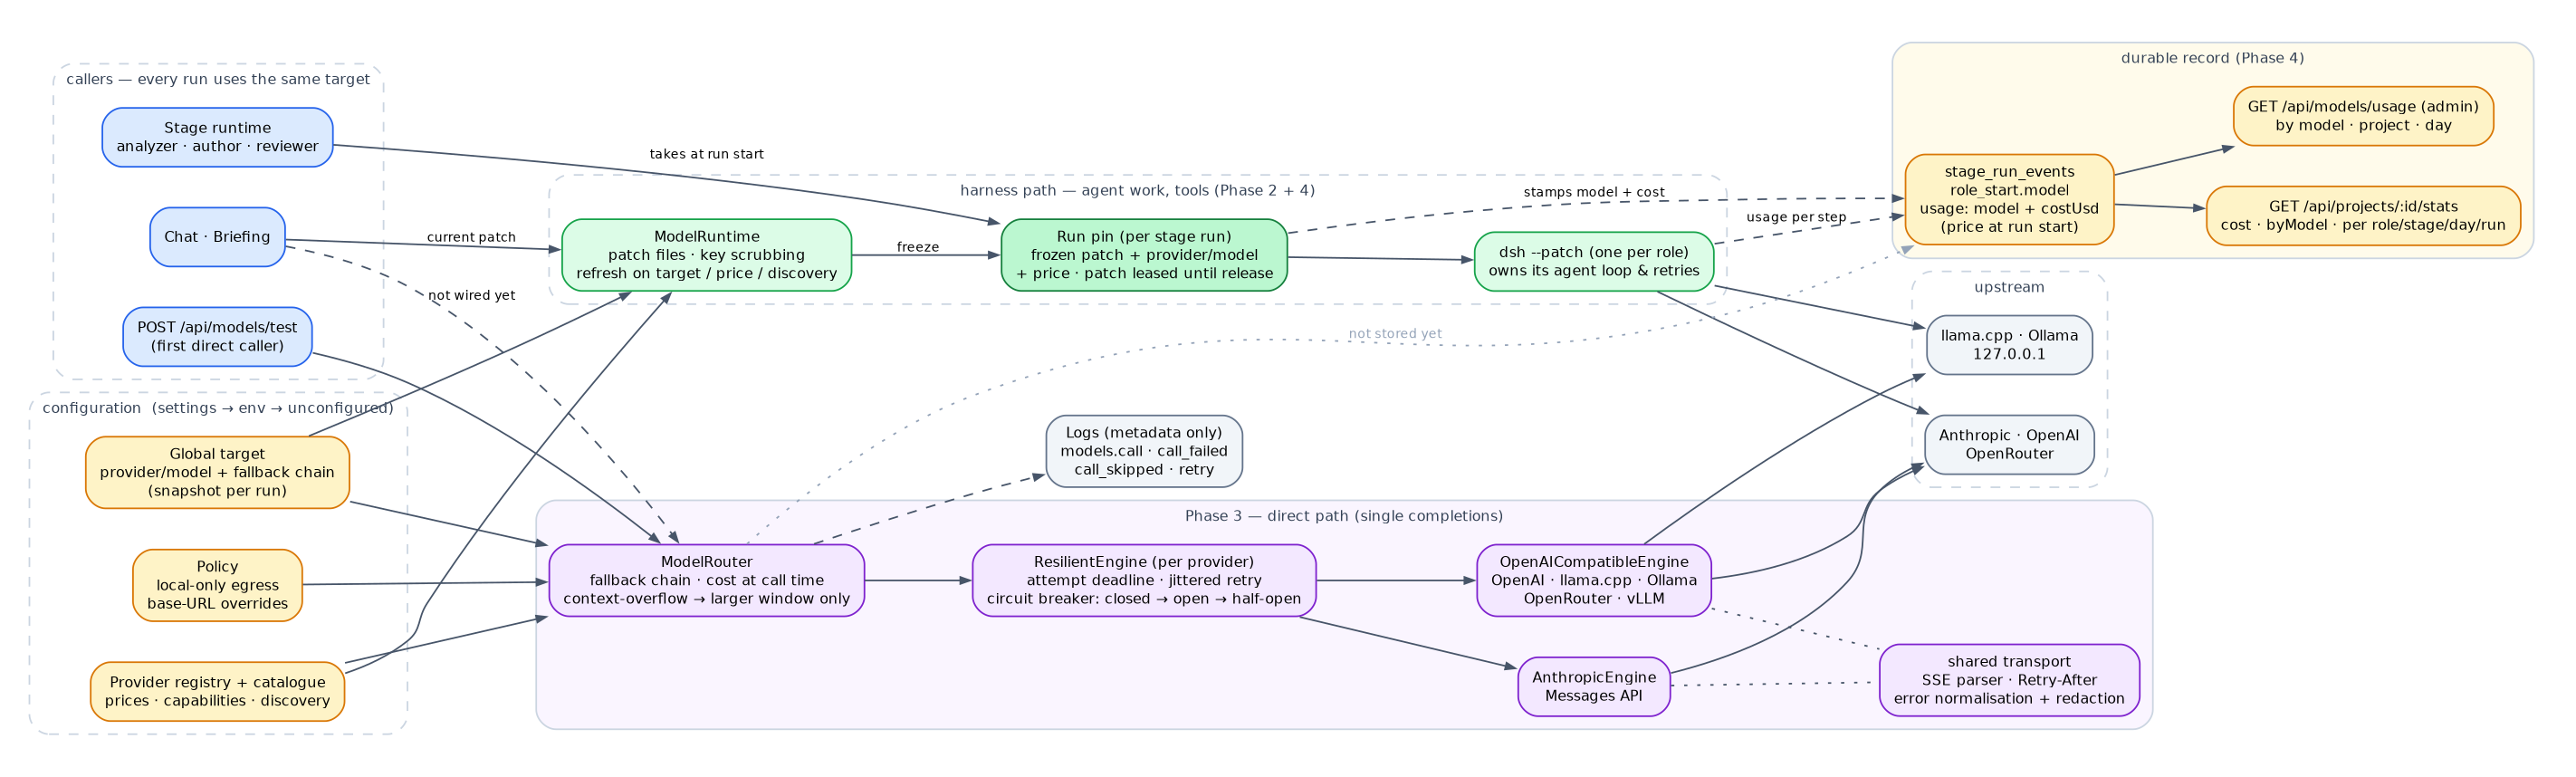 callers — every run uses the same target
Stage runtime
analyzer · author · reviewer
Chat · Briefing
POST /api/models/test
(first direct caller)
configuration  (settings → env → unconfigured)
Global target
provider/model + fallback chain
(snapshot per run)
Policy
local-only egress
base-URL overrides
Provider registry + catalogue
prices · capabilities · discovery
takes at run start
current patch
not wired yet
harness path — agent work, tools (Phase 2 + 4)
ModelRuntime
patch files · key scrubbing
refresh on target / price / discovery
freeze
Run pin (per stage run)
frozen patch + provider/model
+ price · patch leased until release
dsh --patch (one per role)
owns its agent loop & retries
stamps model + cost
usage per step
not stored yet
durable record (Phase 4)
stage_run_events
role_start.model
usage: model + costUsd
(price at run start)
GET /api/models/usage (admin)
by model · project · day
GET /api/projects/:id/stats
cost · byModel · per role/stage/day/run
upstream
llama.cpp · Ollama
127.0.0.1
Anthropic · OpenAI
OpenRouter
Logs (metadata only)
models.call · call_failed
call_skipped · retry
Phase 3 — direct path (single completions)
ModelRouter
fallback chain · cost at call time
context-overflow → larger window only
ResilientEngine (per provider)
attempt deadline · jittered retry
circuit breaker: closed → open → half-open
OpenAICompatibleEngine
OpenAI · llama.cpp · Ollama
OpenRouter · vLLM
AnthropicEngine
Messages API
shared transport
SSE parser · Retry-After
error normalisation + redaction